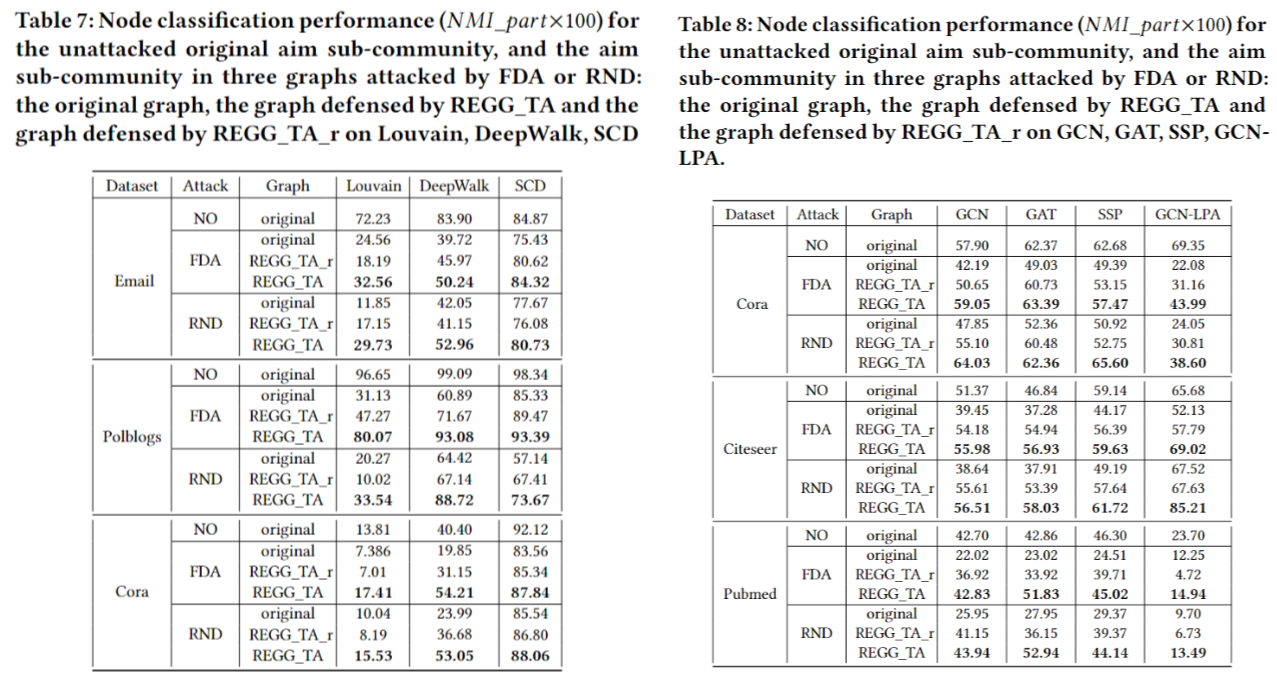 Table 7: Node classification performance (NMI_part×100) for
the unattacked original aim sub-community, and the aim
sub-community in three graphs attacked by FDA or RND:
the original graph, the graph defensed by REGG_TA and the
graph defensed by REGG_TA_r on Louvain, DeepWalk, SCD
Dataset Attack Graph Louvain DeepWalk SCD
NO original 72.23 83.90 84.87
original 24.56 39.72 75.43
FDA REGG_TA_r 18.19 45.97 80.62
Email REGG_TA 32.56 50.24 84.32
original 11.85 42.05 77.67
RND REGG_TA_r 17.15 41.15 76.08
REGG_TA 29.73 52.96 80.73
NO original 96.65 99.09 98.34
original 31.13 60.89 85.33
FDA REGG_TA_r 47.27 71.67 89.47
Polblogs REGG_TA 80.07 93.08 93.39
original 20.27 64.42 57.14
RND REGG_TA_r 10.02 67.14 67.41
REGG_TA 33.54 88.72 73.67
NO original 13.81 40.40 92.12
original 7.386 19.85 83.56
FDA REGG_TA_r 7.01 31.15 85.34
Cora REGG_TA 17.41 54.21 87.84
original 10.04 23.99 85.54
RND REGG_TA_r 8.19 36.68 86.80
REGG_TA 15.53 53.05 88.06
Table 8: Node classification performance (NMI_part×100) for
the unattacked original aim sub-community, and the aim
sub-community in three graphs attacked by FDA or RND:
the original graph, the graph defensed by REGG_TA and
the graph defensed by REGG_TA_r on GCN, GAT, SSP, GCN-
LPA.
Dataset Attack Graph GCN GAT SSP GCN-LPA
NO original 57.90 62.37 62.68 69.35
original 42.19 49.03 49.39 22.08
FDA REGG_TA_r 50.65 60.73 53.15 31.16
Cora REGG_TA 59.05 63.39 57.47 43.99
original 47.85 52.36 50.92 24.05
RND REGG_TA_r 55.10 60.48 52.75 30.81
REGG_TA 64.03 62.36 65.60 38.60
NO original 51.37 46.84 59.14 65.68
original 39.45 37.28 44.17 52.13
FDA REGG_TA_r 54.18 54.94 56.39 57.79
Citeseer REGG_TA 55.98 56.93 59.63 69.02
original 38.64 37.91 49.19 67.52
RND REGG_TA_r 55.61 53.39 57.64 67.63
REGG_TA 56.51 58.03 61.72 85.21
NO original 42.70 42.86 46.30 23.70
original 22.02 23.02 24.51 12.25
FDA REGG_TA_r 36.92 33.92 39.71 4.72
Pubmed REGG_TA 42.83 51.83 45.02 14.94
original 25.95 27.95 29.37 9.70
RND REGG_TA_r 41.15 36.15 39.37 6.73
REGG_TA 43.94 52.94 44.14 13.49